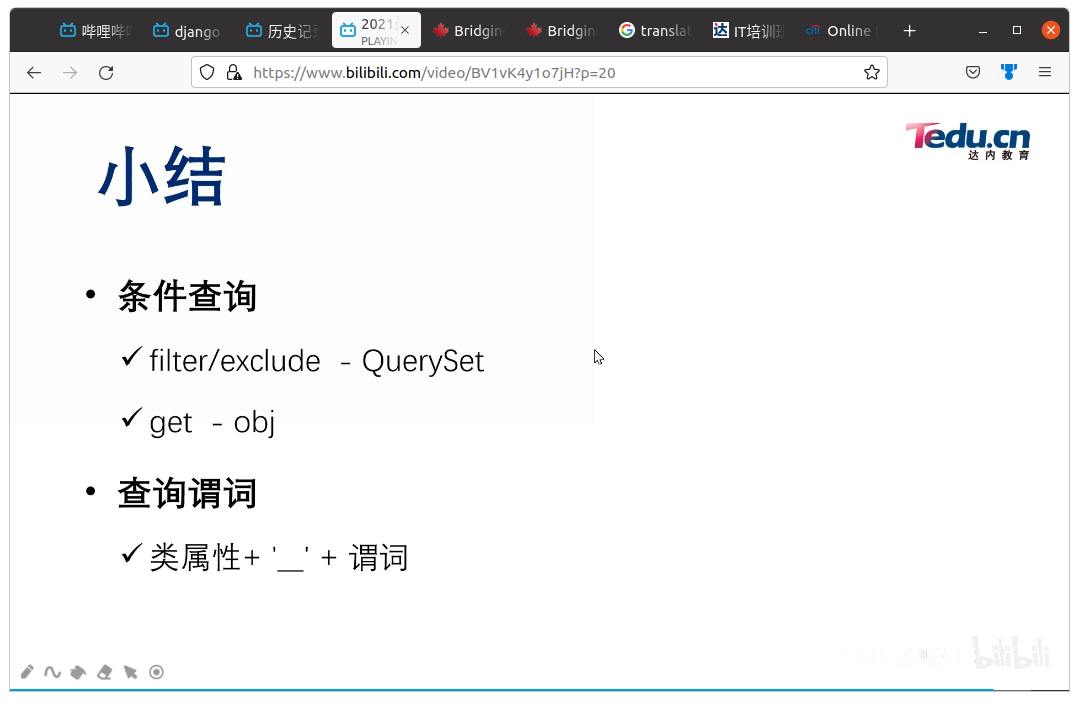 哔哩哔
django
历史记
2021
PLAYIN
Bridgin
Bridgin
translat
达 IT培训
citi Online
https://www.bilibili.com/video/BV1vK4y1o7jH?p=20
Tedu.cn
达内教育
小结
• 条件查询
✓ filter/exclude - QuerySet
✓ get - obj
• 查询谓词
✓ 类属性+ '__' + 谓词
bilibili